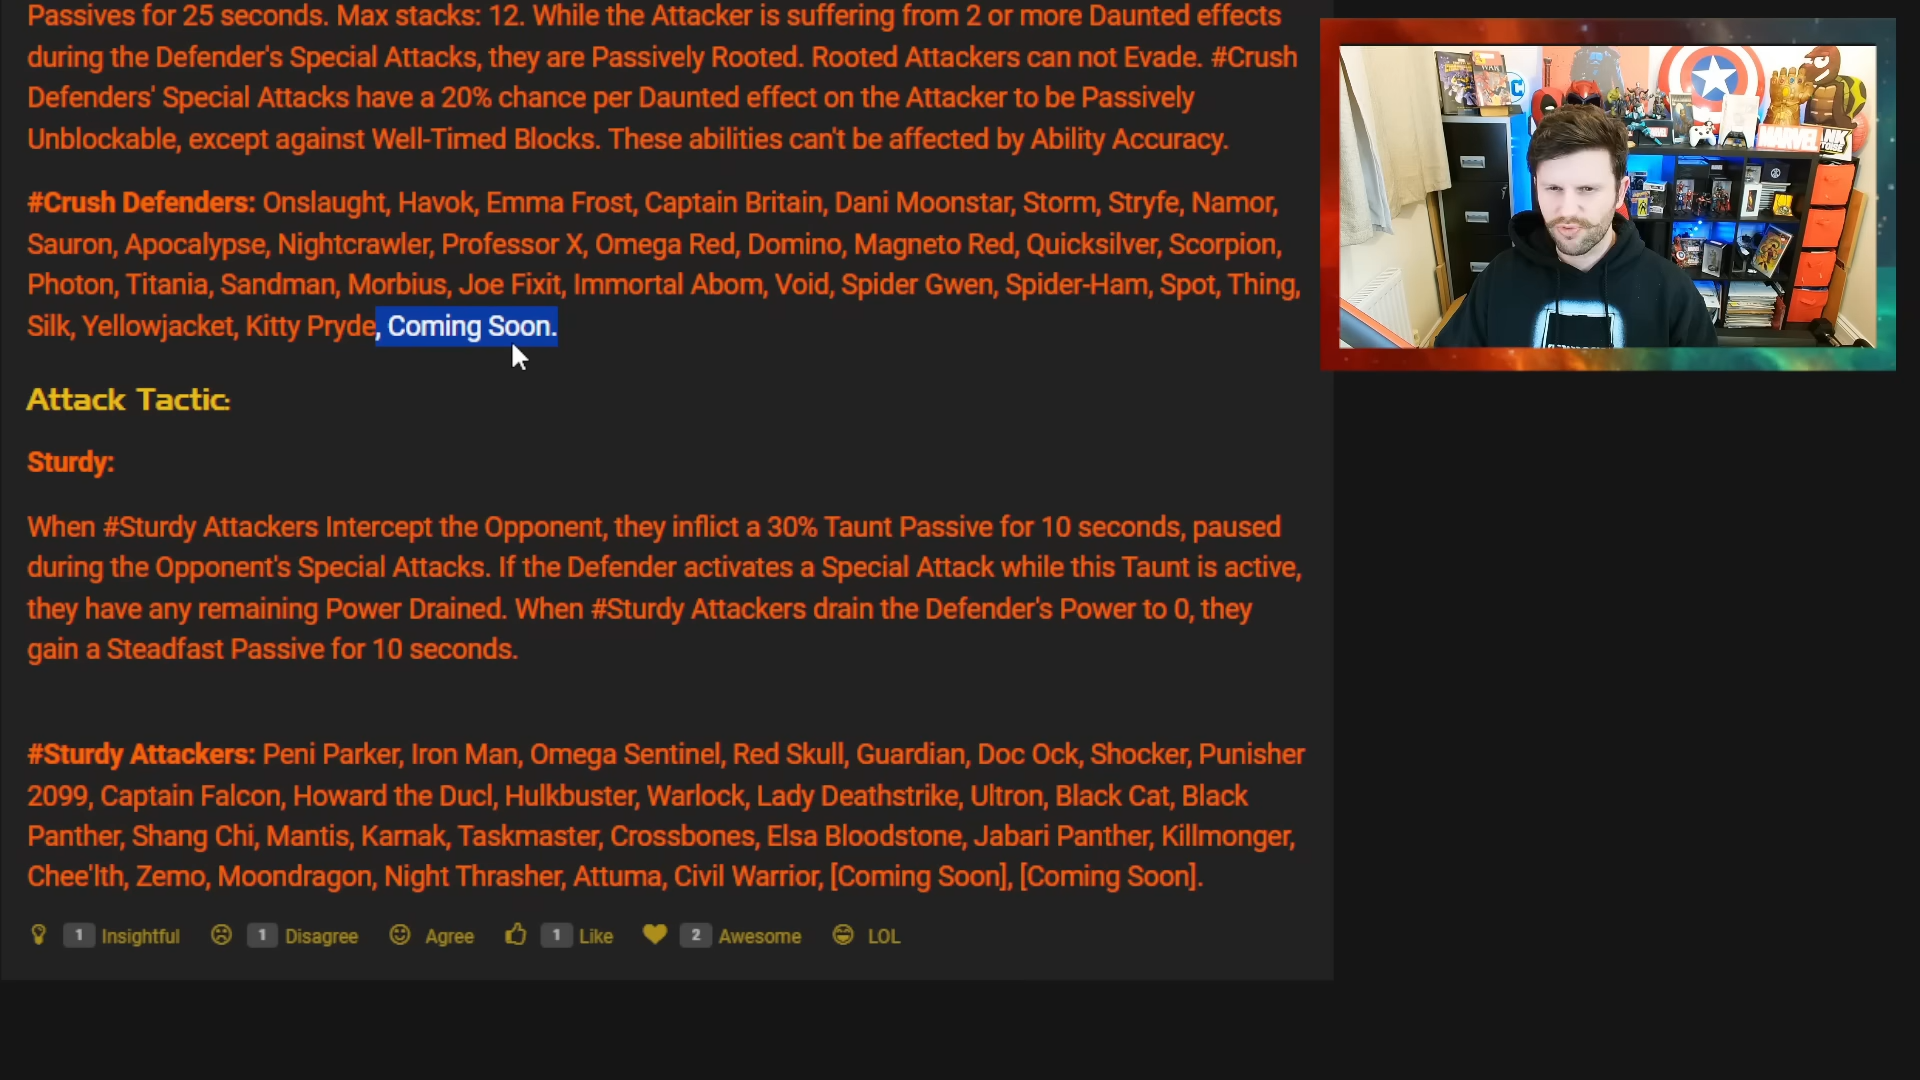 Passives for 25 seconds. Max stacks: 12. While the Attacker is suffering from 2 or more Daunted effects
during the Defender's Special Attacks, they are Passively Rooted. Rooted Attackers can not Evade. #Crush
Defenders' Special Attacks have a 20% chance per Daunted effect on the Attacker to be Passively
Unblockable, except against Well-Timed Blocks. These abilities can't be affected by Ability Accuracy.
#Crush Defenders: Onslaught, Havok, Emma Frost, Captain Britain, Dani Moonstar, Storm, Stryfe, Namor,
Sauron, Apocalypse, Nightcrawler, Professor X, Omega Red, Domino, Magneto Red, Quicksilver, Scorpion,
Photon, Titania, Sandman, Morbius, Joe Fixit, Immortal Abom, Void, Spider Gwen, Spider-Ham, Spot, Thing,
Silk, Yellowjacket, Kitty Pryde, Coming Soon.
Attack Tactic:
Sturdy:
When #Sturdy Attackers Intercept the Opponent, they inflict a 30% Taunt Passive for 10 seconds, paused
during the Opponent's Special Attacks. If the Defender activates a Special Attack while this Taunt is active,
they have any remaining Power Drained. When #Sturdy Attackers drain the Defender's Power to 0, they
gain a Steadfast Passive for 10 seconds.
#Sturdy Attackers: Peni Parker, Iron Man, Omega Sentinel, Red Skull, Guardian, Doc Ock, Shocker, Punisher
2099, Captain Falcon, Howard the Ducl, Hulkbuster, Warlock, Lady Deathstrike, Ultron, Black Cat, Black
Panther, Shang Chi, Mantis, Karnak, Taskmaster, Crossbones, Elsa Bloodstone, Jabari Panther, Killmonger,
Chee'lth, Zemo, Moondragon, Night Thrasher, Attuma, Civil Warrior, [Coming Soon], [Coming Soon].
1 Insightful 1 Disagree Agree 1 Like 2 Awesome LOL
MARVEL